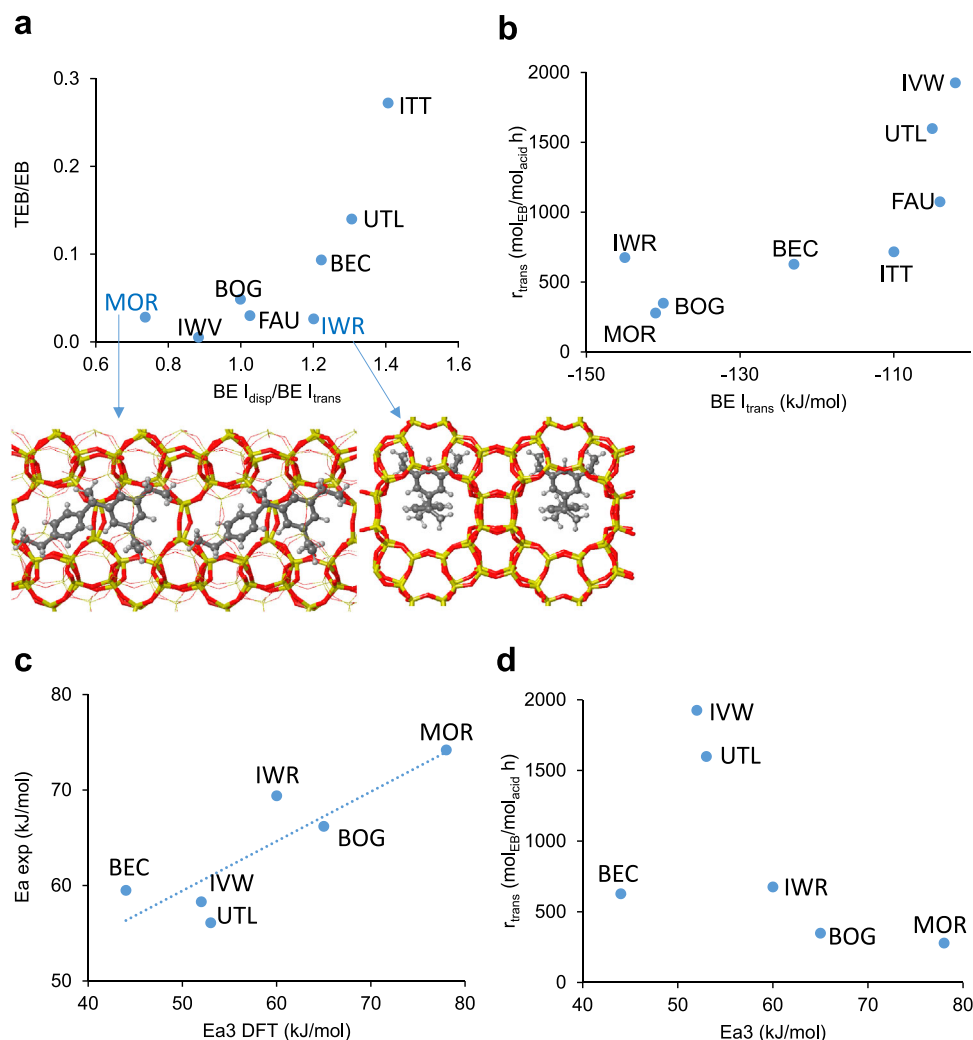 a
TEB/EB
0.3
0.2
0.1
0.0
ITT
UTL
BEC
BOG
MOR
IWV
FAU
IWR
0.6
0.8
1.0
1.2
1.4
1.6
BE I_disp/BE I_trans
b
r_trans (mol_EB/mol_acid h)
2000
1500
1000
500
0
IVW
UTL
FAU
IWR
BEC
ITT
BOG
MOR
-150
-130
-110
BE I_trans (kJ/mol)
c
Ea exp (kJ/mol)
80
70
60
50
MOR
IWR
BOG
BEC
IVW
UTL
40
50
60
70
80
Ea3 DFT (kJ/mol)
d
r_trans (mol_EB/mol_acid h)
2000
1500
1000
500
0
IVW
UTL
BEC
IWR
BOG
MOR
40
50
60
70
80
Ea3 (kJ/mol)